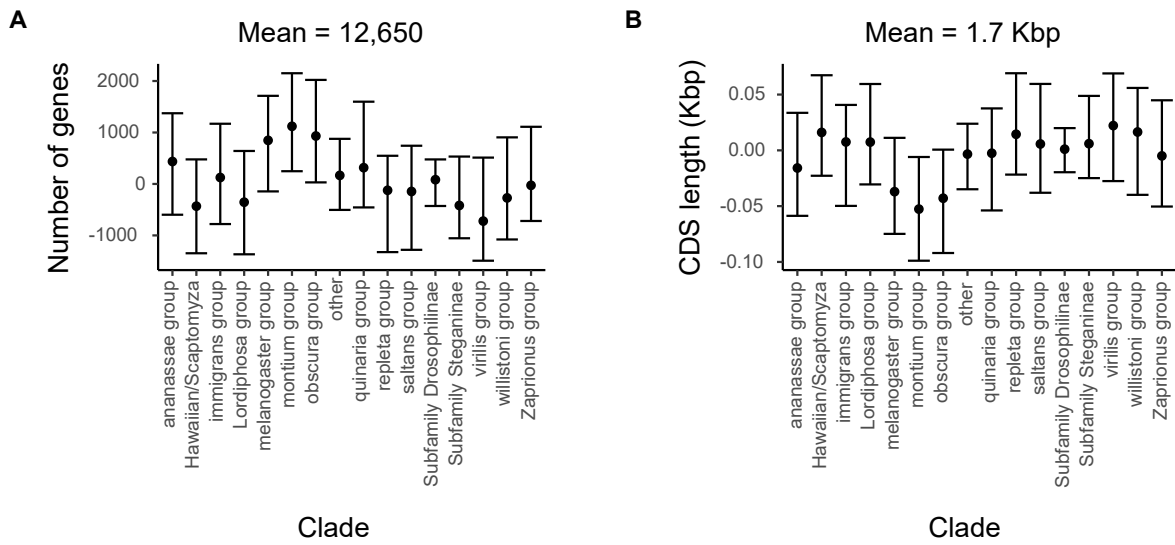 A
Mean = 12,650
Number of genes
2000
1000
0
-1000
ananassae group
Hawaiian/Scaptomyza
immigrans group
Lordiphosa group
melanogaster group
montium group
obscura group
other
quinaria group
repleta group
saltans group
Subfamily Drosophilinae
Subfamily Steganinae
virilis group
willistoni group
Zaprionus group
Clade
B
Mean = 1.7 Kbp
CDS length (Kbp)
0.05
0.00
-0.05
-0.10
ananassae group
Hawaiian/Scaptomyza
immigrans group
Lordiphosa group
melanogaster group
montium group
obscura group
other
quinaria group
repleta group
saltans group
Subfamily Drosophilinae
Subfamily Steganinae
virilis group
willistoni group
Zaprionus group
Clade